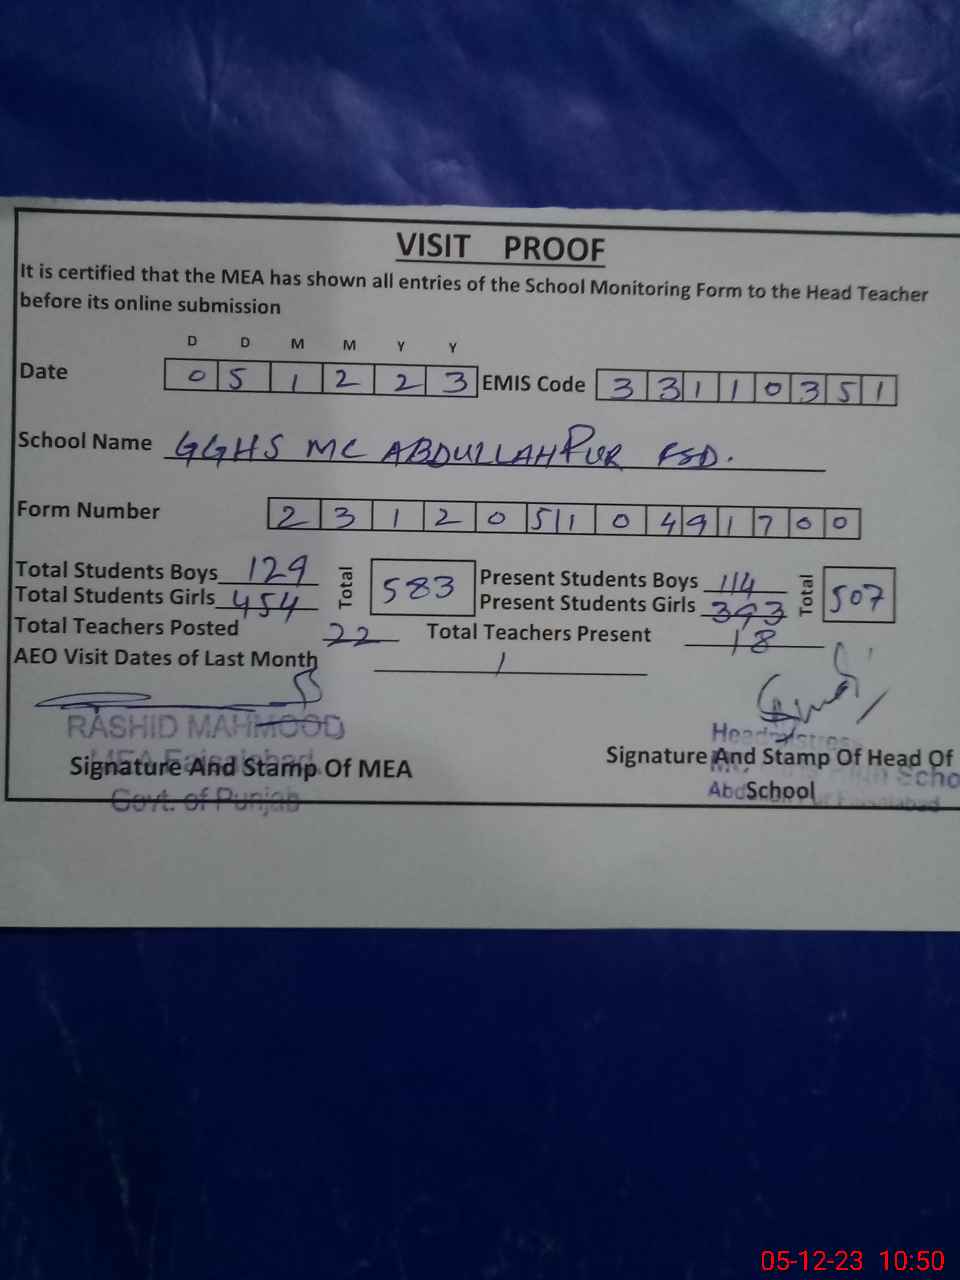 VISIT PROOF
It is certified that the MEA has shown all entries of the School Monitoring Form to the Head Teacher
before its online submission
D D M M Y Y
Date 0 5 1 2 2 3 EMIS Code 3 3 1 1 0 3 5 1
School Name GGHS MC ABDULLAHPUR FSD.
Form Number 2 3 1 2 0 5 1 0 4 9 1 7 0 0
Total Students Boys 129 Total 583 Present Students Boys 114 Total 507
Total Students Girls 454 Present Students Girls 393
Total Teachers Posted 22 Total Teachers Present 18
AEO Visit Dates of Last Month /
RASHID MAHMOOD
MEA Faisalabad
Signature And Stamp Of MEA
Govt. of Punjab
Headmistress
Signature And Stamp Of Head Of
School
05-12-23 10:50